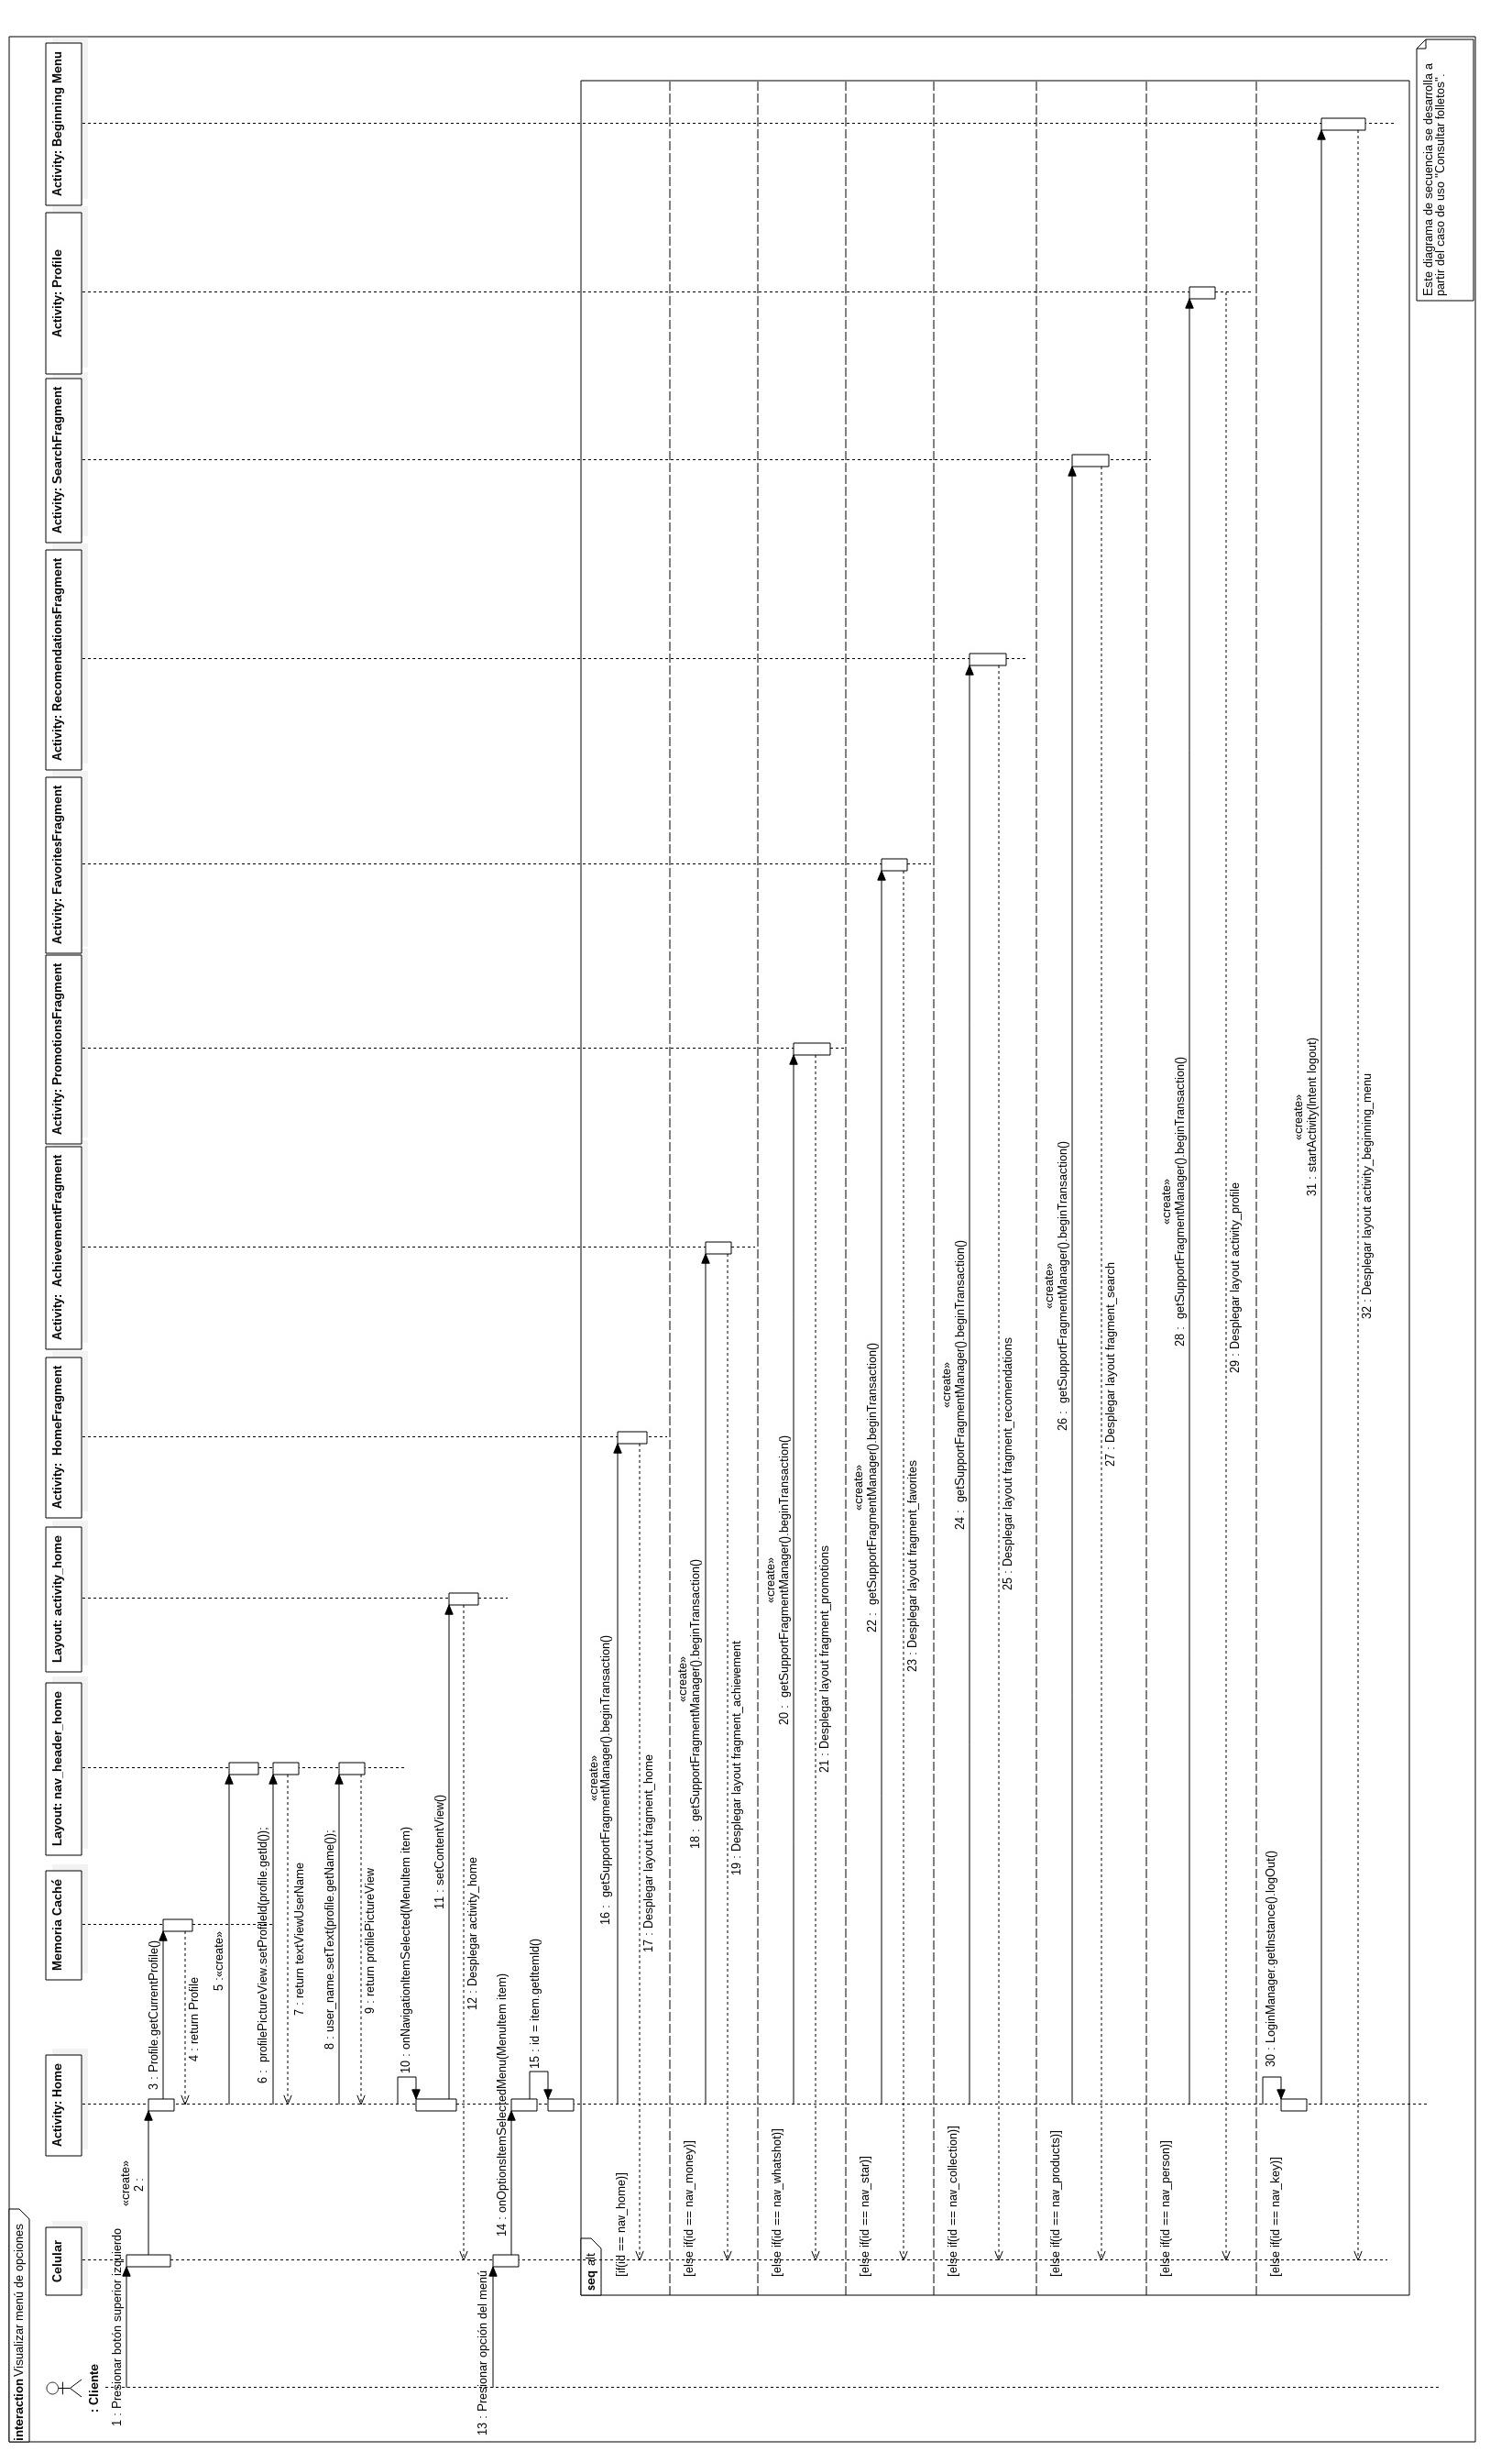 interaction Visualizar menú de opciones
: Cliente
Celular
Activity: Home
Memoria Caché
Layout: nav_header_home
Layout: activity_home
Activity:  HomeFragment
Activity:  AchievementFragment
Activity: PromotionsFragment
Activity: FavoritesFragment
Activity: RecomendationsFragment
Activity: SearchFragment
Activity: Profile
Activity: Beginning Menu
1 : Presionar botón superior izquierdo
«create»
2 :
3 : Profile.getCurrentProfile()
4 : return Profile
5 :«create»
6 :  profilePictureView.setProfileId(profile.getId());
7 : return textViewUserName
8 : user_name.setText(profile.getName());
9 : return profilePictureView
10 : onNavigationItemSelected(MenuItem item)
11 : setContentView()
12 : Desplegar activity_home
13 : Presionar opción del menú
14 : onOptionsItemSelectedMenu(MenuItem item)
15 : id = item.getItemId()
seq alt
[if(id == nav_home)]
«create»
16 :  getSupportFragmentManager().beginTransaction()
17 : Desplegar layout fragment_home
[else if(id == nav_money)]
«create»
18 :  getSupportFragmentManager().beginTransaction()
19 : Desplegar layout fragment_achievement
[else if(id == nav_whatshot)]
«create»
20 :  getSupportFragmentManager().beginTransaction()
21 : Desplegar layout fragment_promotions
[else if(id == nav_star)]
«create»
22 :  getSupportFragmentManager().beginTransaction()
23 : Desplegar layout fragment_favorites
[else if(id == nav_collection)]
«create»
24 :  getSupportFragmentManager().beginTransaction()
25 : Desplegar layout fragment_recomendations
[else if(id == nav_products)]
«create»
26 :  getSupportFragmentManager().beginTransaction()
27 : Desplegar layout fragment_search
[else if(id == nav_person)]
«create»
28 :  getSupportFragmentManager().beginTransaction()
29 : Desplegar layout activity_profile
[else if(id == nav_key)]
30 : LoginManager.getInstance().logOut()
«create»
31 : startActivity(Intent logout)
32 : Desplegar layout activity_beginning_menu
Este diagrama de secuencia se desarrolla a
partir del caso de uso "Consultar folletos".